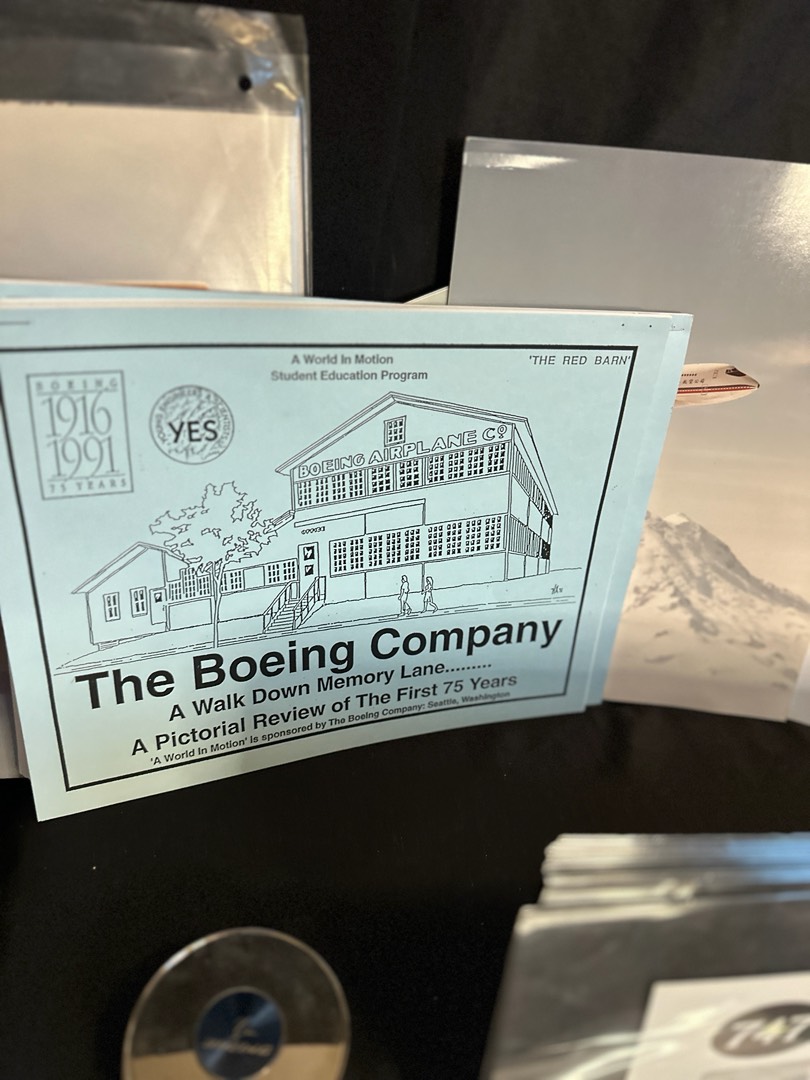 A World In Motion
Student Education Program
'THE RED BARN'
BOEING
1916
1991
75 YEARS
YES
BOEING AIRPLANE CO
OFFICE
The Boeing Company
A Walk Down Memory Lane.........
A Pictorial Review of The First 75 Years
'A World In Motion' is sponsored by The Boeing Company: Seattle, Washington
747